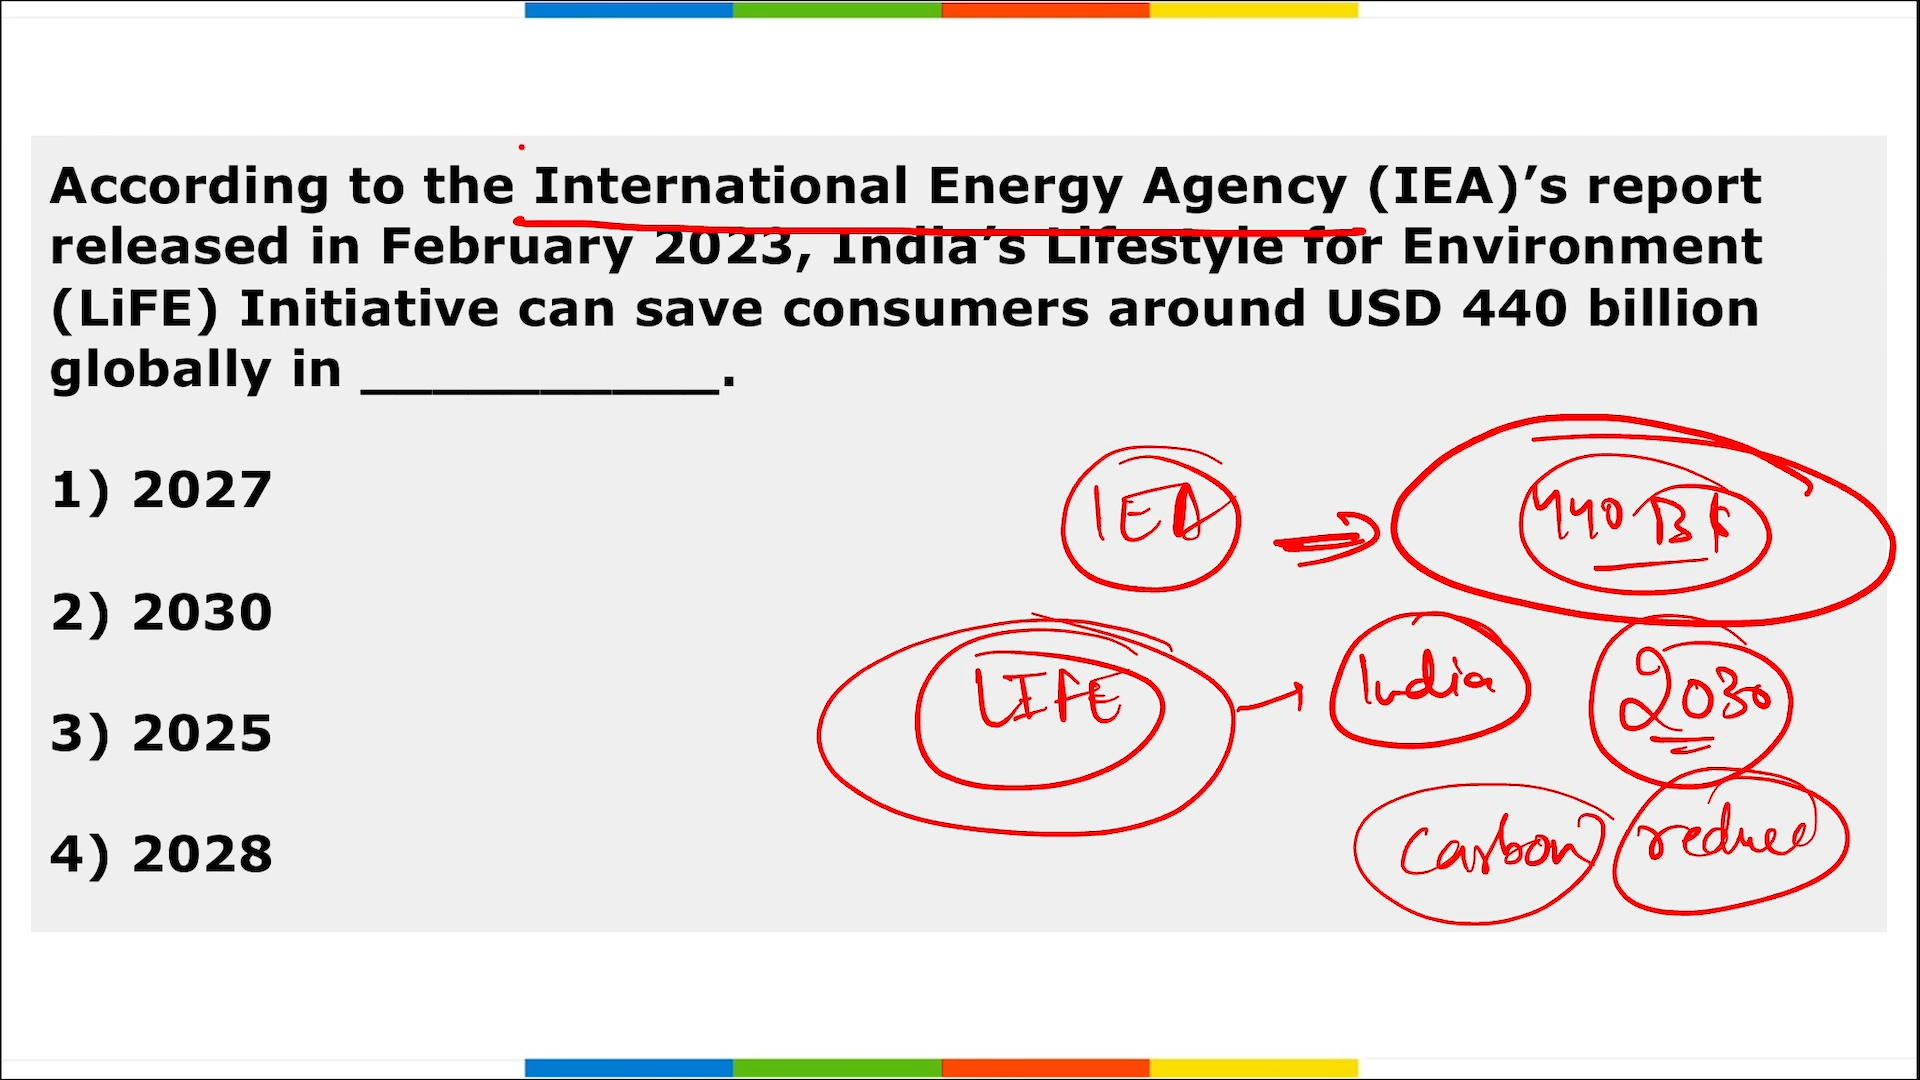 According to the International Energy Agency (IEA)’s report
released in February 2023, India’s Lifestyle for Environment
(LiFE) Initiative can save consumers around USD 440 billion
globally in __________.
1) 2027
2) 2030
3) 2025
4) 2028
IEA
440 B $
LIFE
India
2030
Carbon
reduce